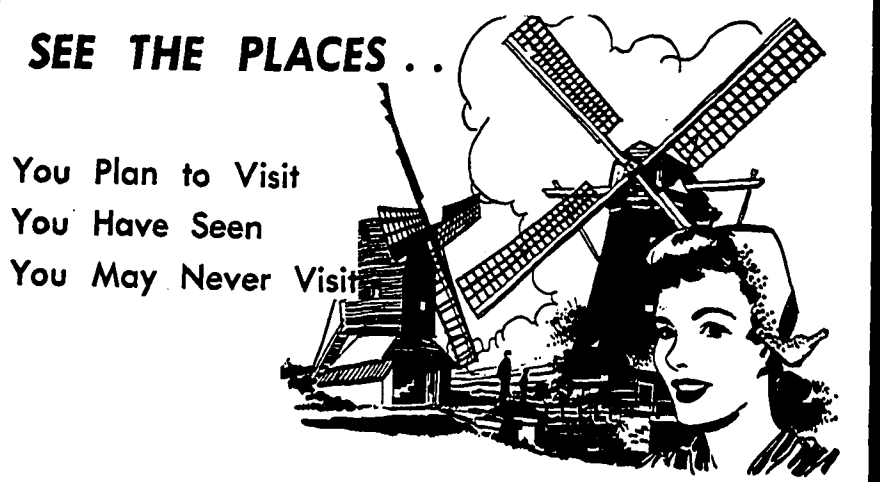 SEE THE PLACES . .
You Plan to Visit
You Have Seen
You May Never Visit